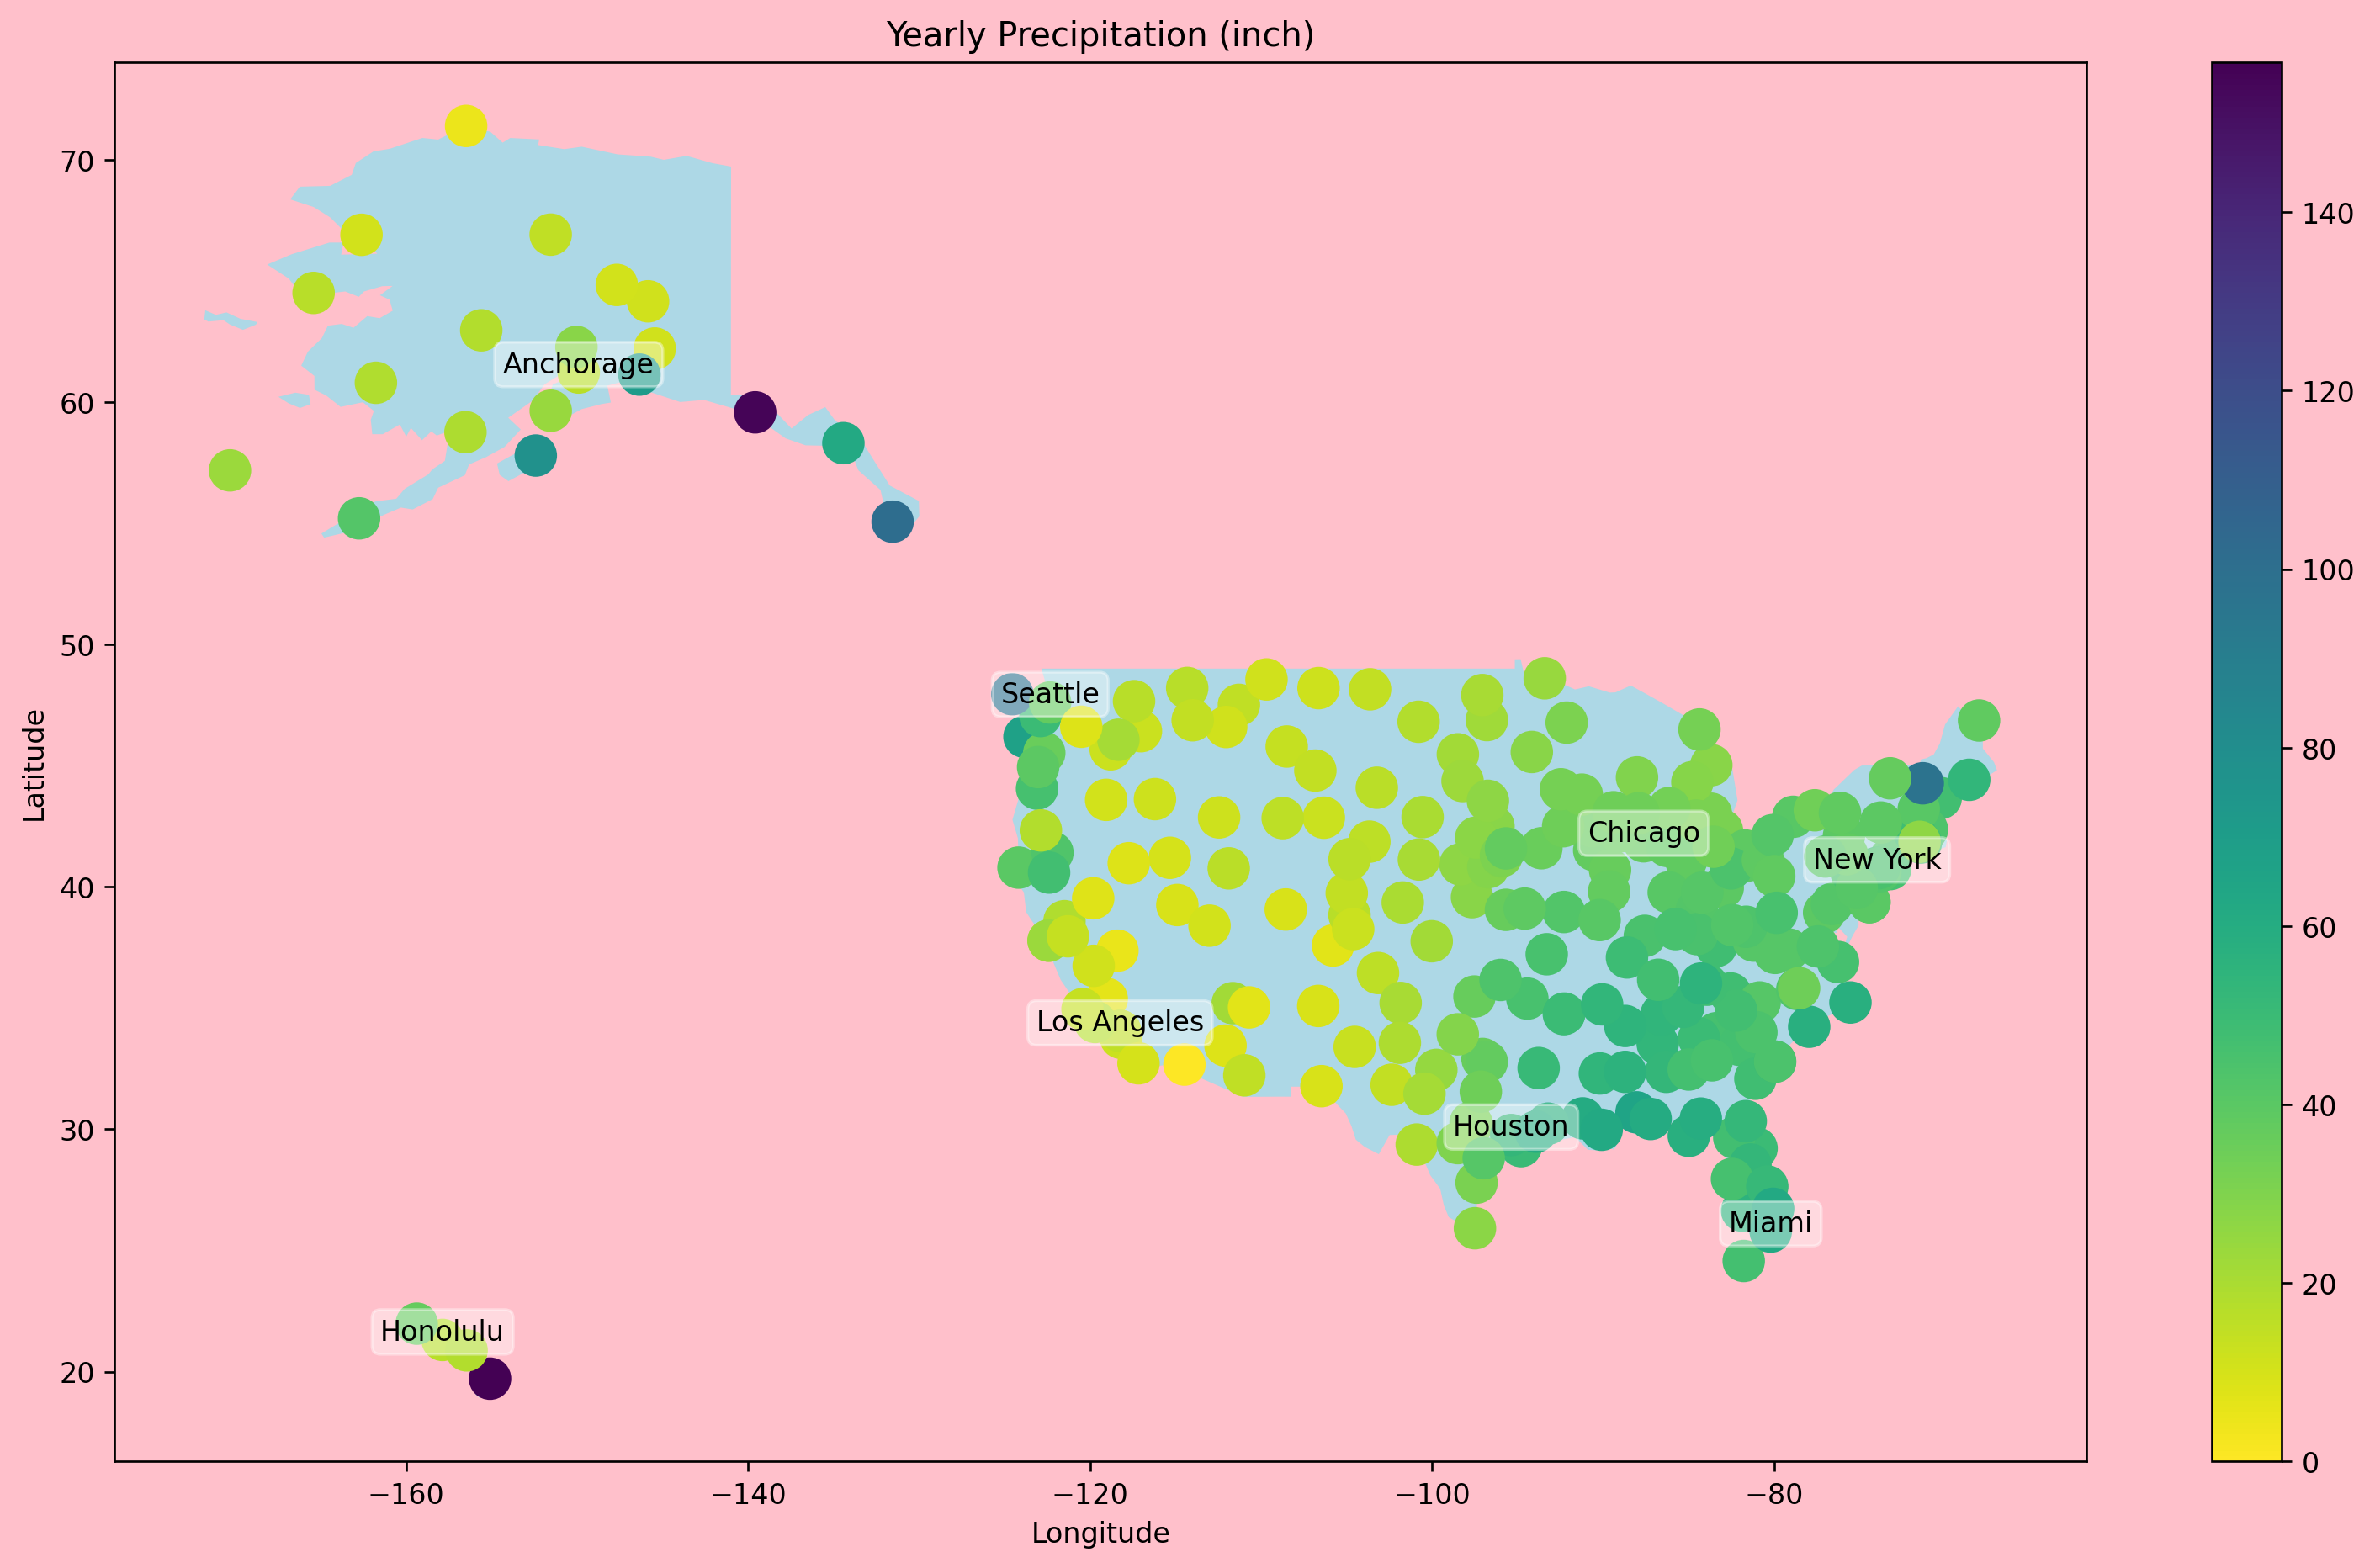 Yearly Precipitation (inch)
70
60
50
40
30
20
Latitude
Anchorage
Seattle
Chicago
New York
Los Angeles
Houston
Miami
Honolulu
−160
−140
−120
−100
−80
Longitude
140
120
100
80
60
40
20
0